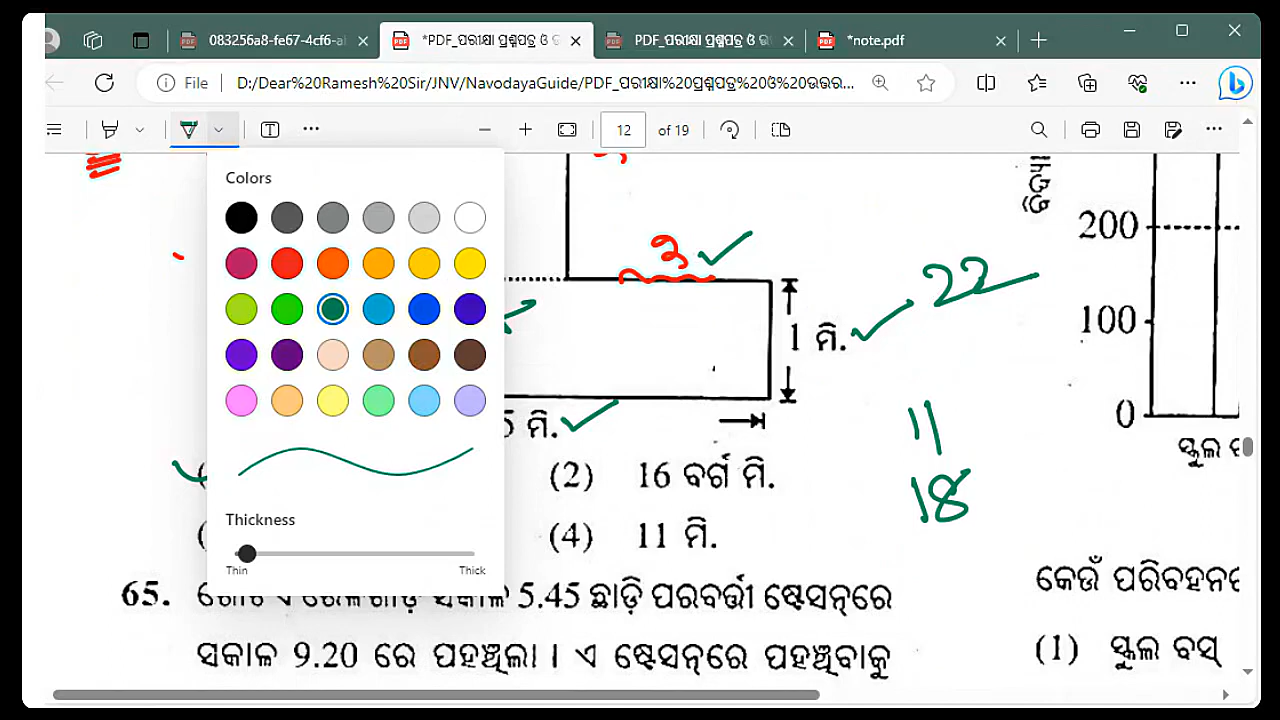 083256a8-fe67-4cf6-al
*PDF_ପରୀକ୍ଷା ପ୍ରଶ୍ନପତ୍ର ଓ ଉ
PDF_ପରୀକ୍ଷା ପ୍ରଶ୍ନପତ୍ର ଓ ଉ
*note.pdf
File
D:/Dear%20Ramesh%20Sir/JNV/NavodayaGuide/PDF_ପରୀକ୍ଷା%20ପ୍ରଶ୍ନପତ୍ର%20ଓ%20ଉତ୍ତର...
12 of 19
Colors
Thickness
Thin Thick
3
22
1 ମି.
5 ମି.
11
18
(2) 16 ବର୍ଗ ମି.
(4) 11 ମି.
65. ସକାଳ 5.45 ଛାଡ଼ି ପରବର୍ତ୍ତୀ ଷ୍ଟେସନ୍‌ରେ
ସକାଳ 9.20 ରେ ପହଞ୍ଚିଲା । ଏ ଷ୍ଟେସନ୍‌ରେ ପହଞ୍ଚିବାକୁ
200
100
0
ସ୍କୁଲ ବ
କେଉଁ ପରିବହନ
(1) ସ୍କୁଲ ବସ୍